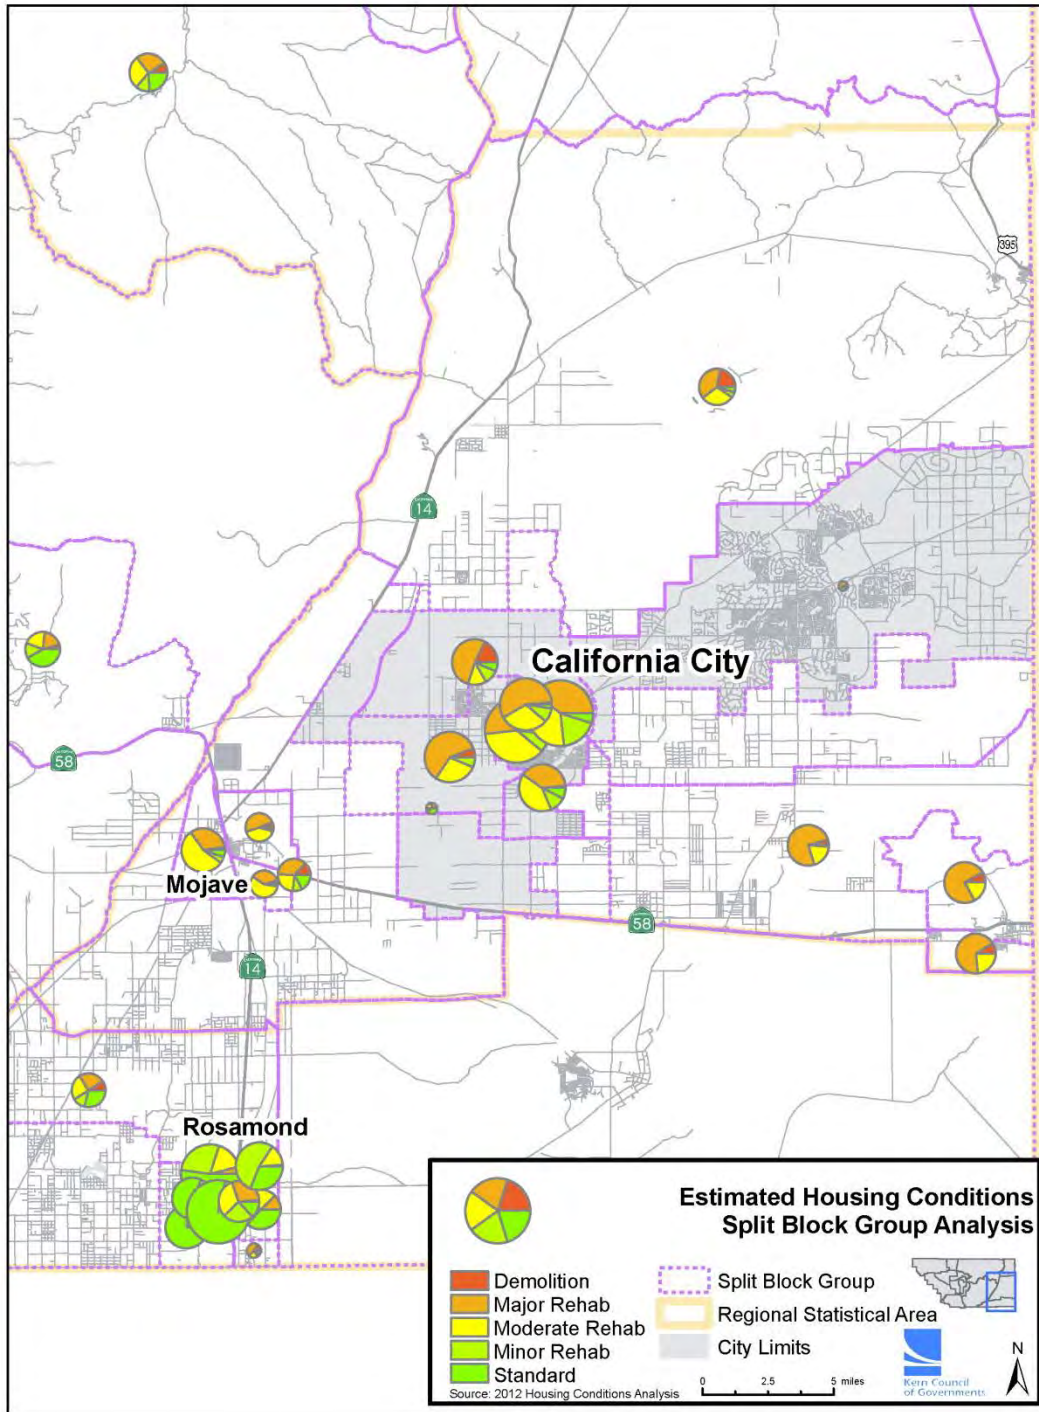 395
CALIFORNIA
14
California City
58
Mojave
58
CALIFORNIA
14
Rosamond
Estimated Housing Conditions
Split Block Group Analysis
Demolition
Major Rehab
Moderate Rehab
Minor Rehab
Standard
Source: 2012 Housing Conditions Analysis
Split Block Group
Regional Statistical Area
City Limits
0 2.5 5 miles
Kern Council
of Governments
N